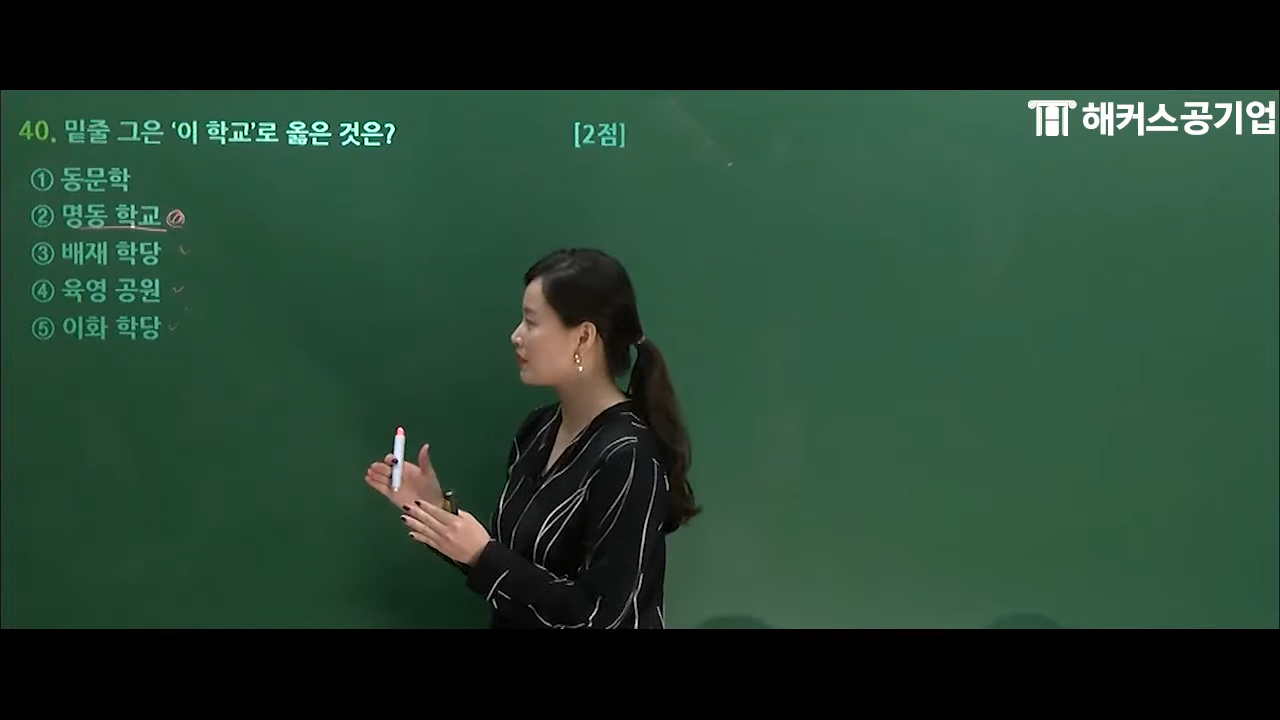 해커스공기업
40. 밑줄 그은 ‘이 학교’로 옳은 것은? [2점]
① 동문학
② 명동 학교
③ 배재 학당
④ 육영 공원
⑤ 이화 학당